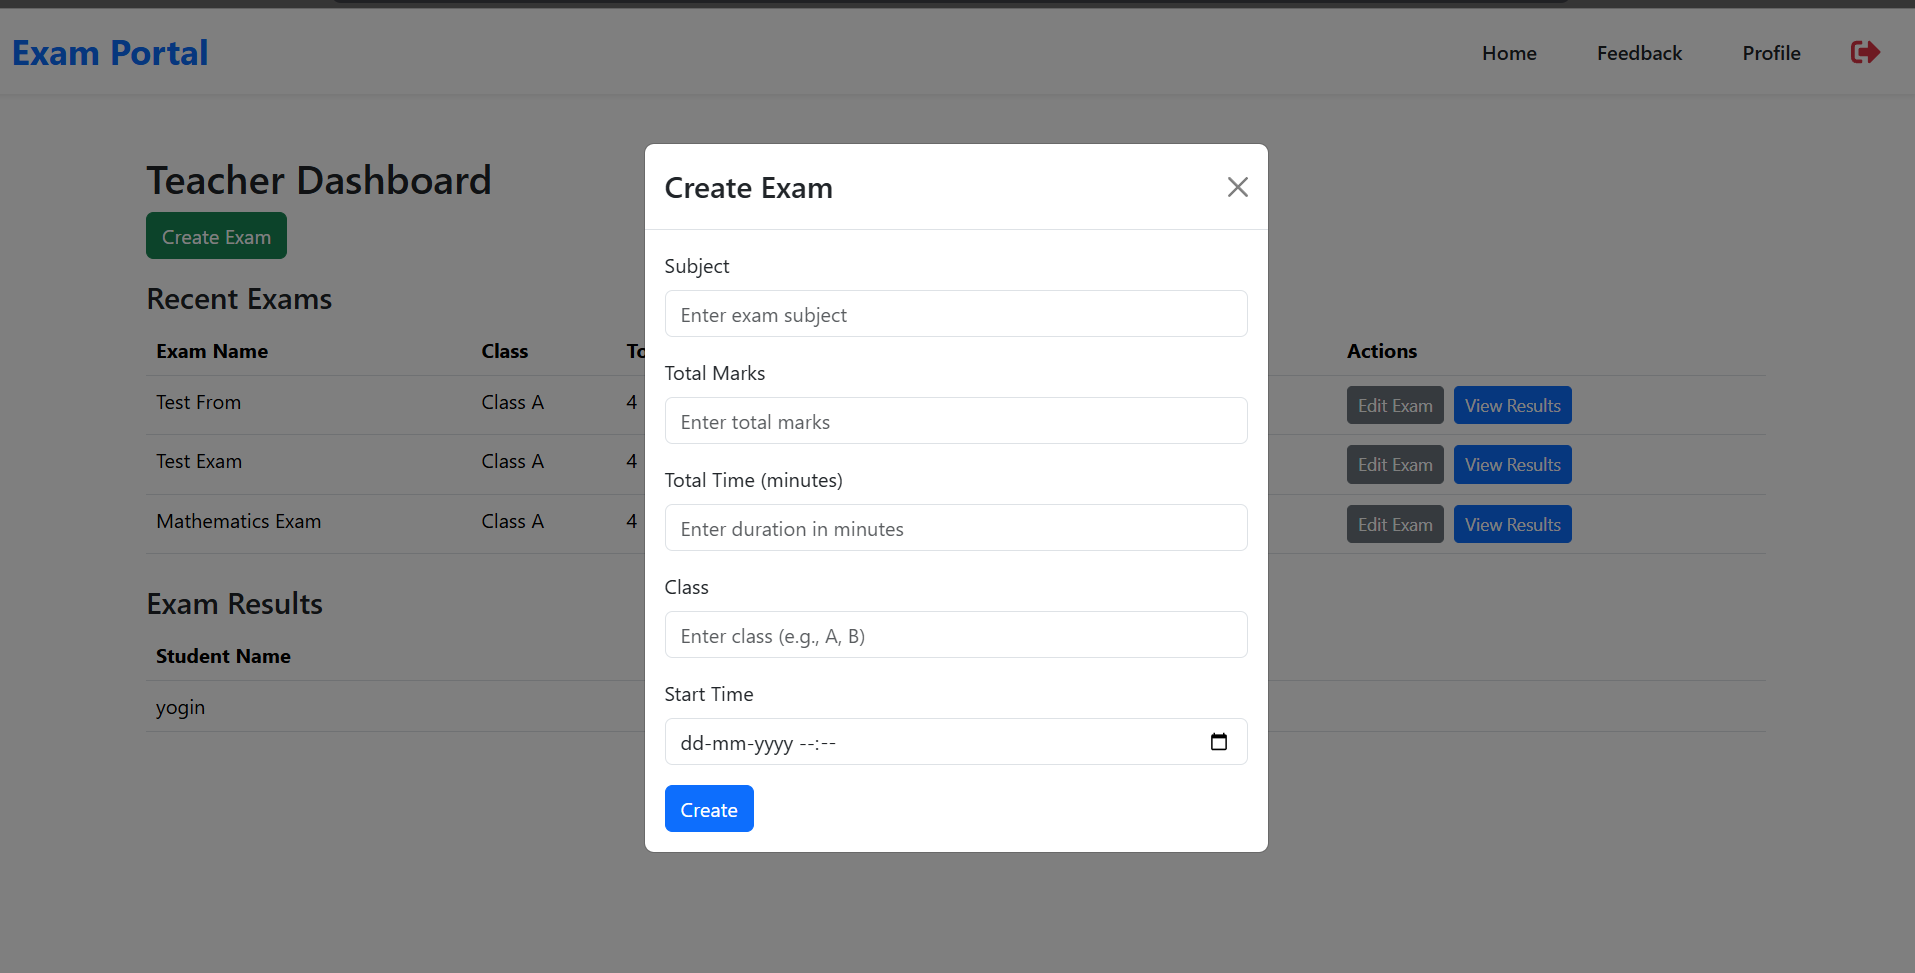 Exam Portal
Home Feedback Profile
Teacher Dashboard
Create Exam
Recent Exams
Exam Name Class Actions
Test From Class A 4 Edit Exam View Results
Test Exam Class A 4 Edit Exam View Results
Mathematics Exam Class A 4 Edit Exam View Results
Exam Results
Student Name
yogin
Create Exam
Subject
Enter exam subject
Total Marks
Enter total marks
Total Time (minutes)
Enter duration in minutes
Class
Enter class (e.g., A, B)
Start Time
dd-mm-yyyy --:--
Create